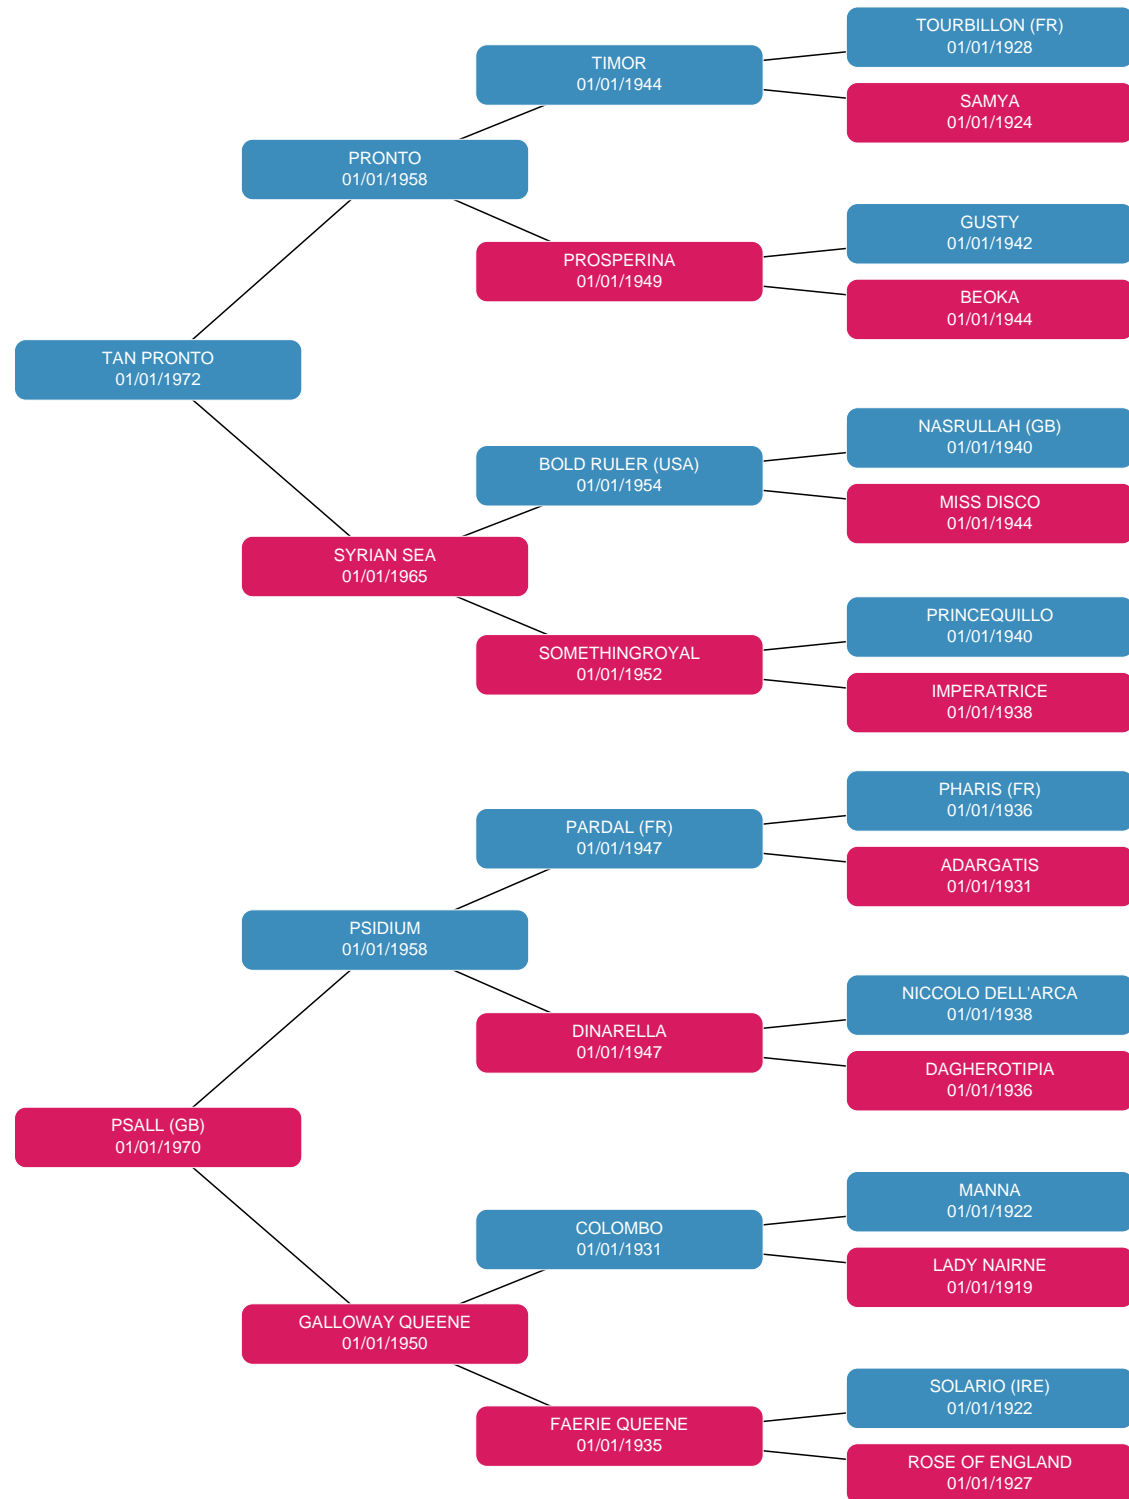 TOURBILLON (FR)
01/01/1928
TIMOR
01/01/1944
SAMYA
01/01/1924
PRONTO
01/01/1958
GUSTY
01/01/1942
PROSPERINA
01/01/1949
BEOKA
01/01/1944
TAN PRONTO
01/01/1972
NASRULLAH (GB)
01/01/1940
BOLD RULER (USA)
01/01/1954
MISS DISCO
01/01/1944
SYRIAN SEA
01/01/1965
PRINCEQUILLO
01/01/1940
SOMETHINGROYAL
01/01/1952
IMPERATRICE
01/01/1938
PHARIS (FR)
01/01/1936
PARDAL (FR)
01/01/1947
ADARGATIS
01/01/1931
PSIDIUM
01/01/1958
NICCOLO DELL'ARCA
01/01/1938
DINARELLA
01/01/1947
DAGHEROTIPIA
01/01/1936
PSALL (GB)
01/01/1970
MANNA
01/01/1922
COLOMBO
01/01/1931
LADY NAIRNE
01/01/1919
GALLOWAY QUEENE
01/01/1950
SOLARIO (IRE)
01/01/1922
FAERIE QUEENE
01/01/1935
ROSE OF ENGLAND
01/01/1927